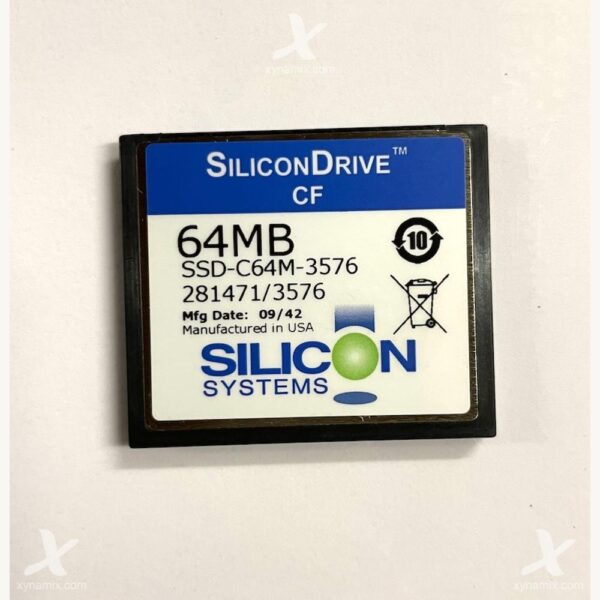 X
xynamix.com
SILICONDRIVE™
CF
64MB
SSD-C64M-3576
281471/3576
10
Mfg Date: 09/42
Manufactured in USA
SILICON
SYSTEMS
X
xynamix.com
X
xynamix.com